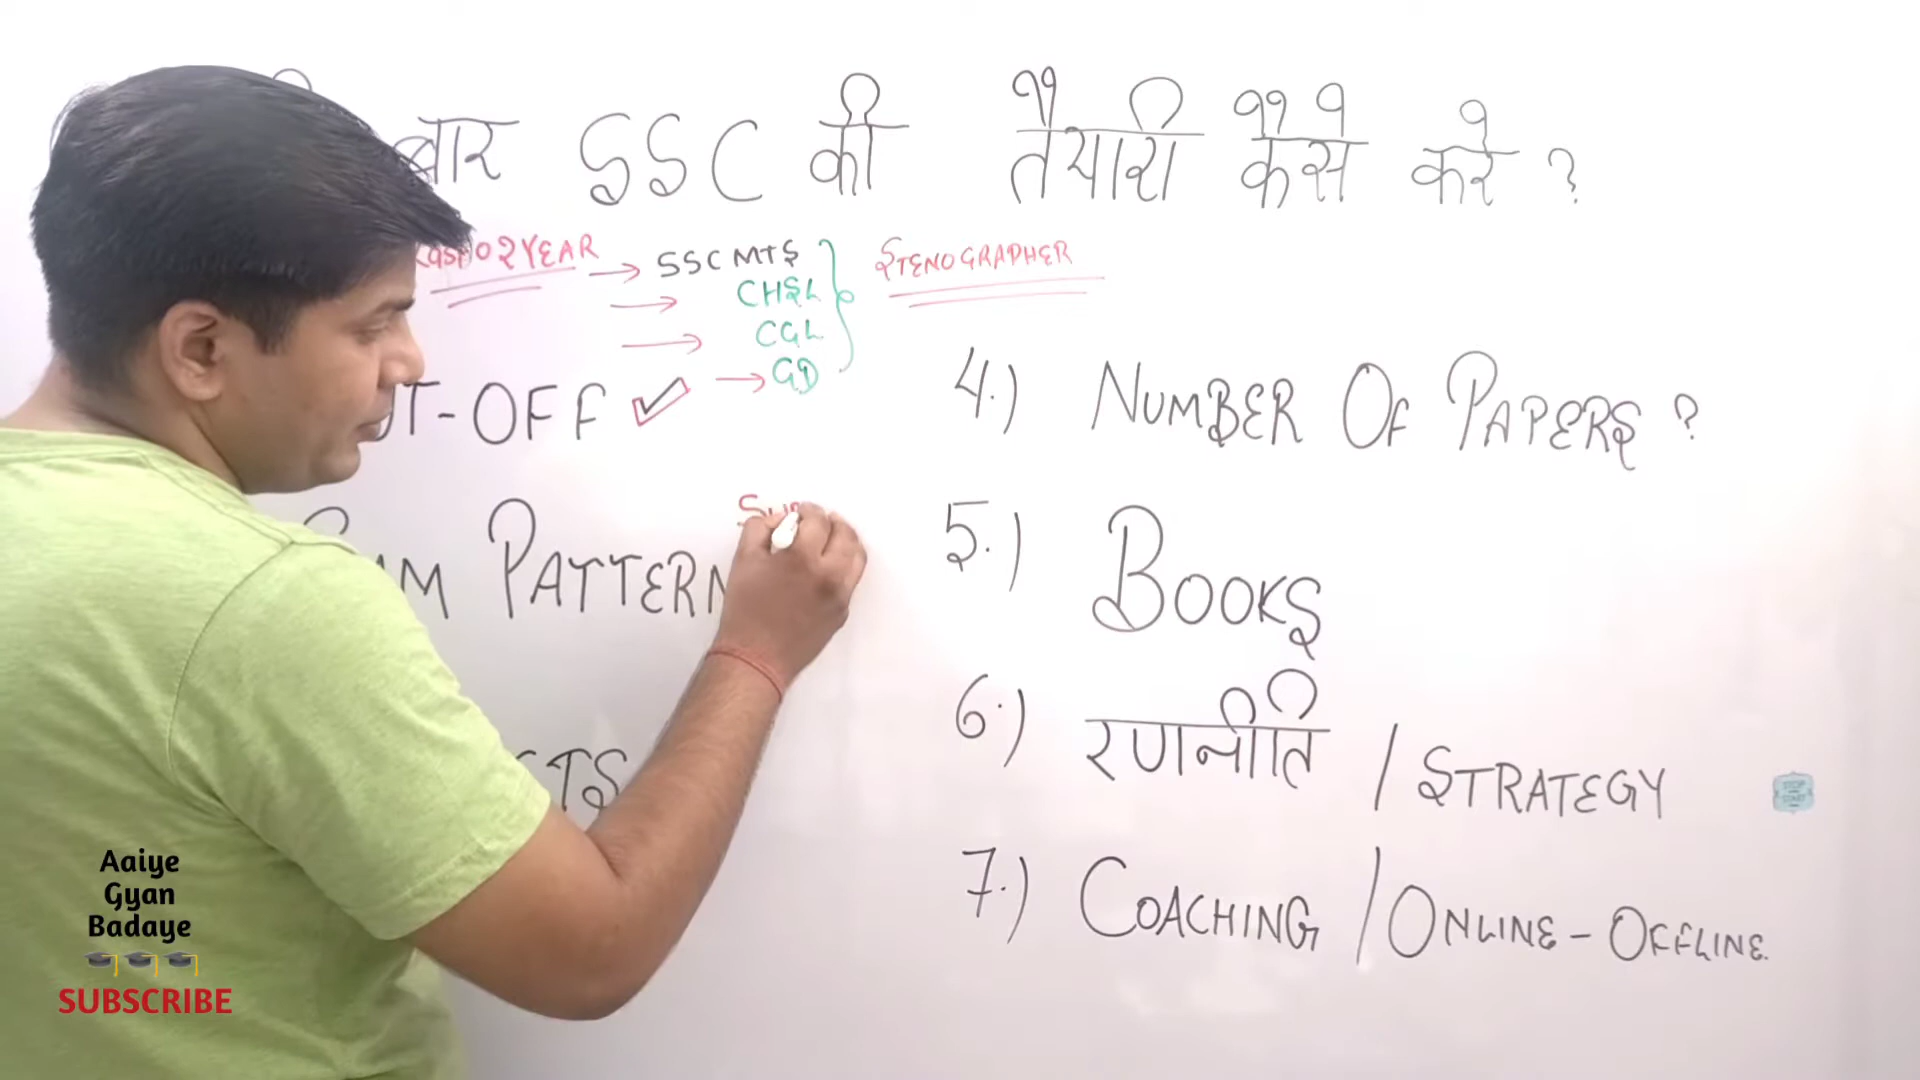 बार SSC की तैयारी कैसे करे ?
2 YEAR → SSC MTS
→ CHSL
→ CGL
→ GD
STENOGRAPHER
T-OFF
PATTERN
4.) NUMBER OF PAPERS ?
5.) BOOKS
6.) रणनीति / STRATEGY
7.) COACHING / ONLINE - OFFLINE.
Aaiye
Gyan
Badaye
SUBSCRIBE